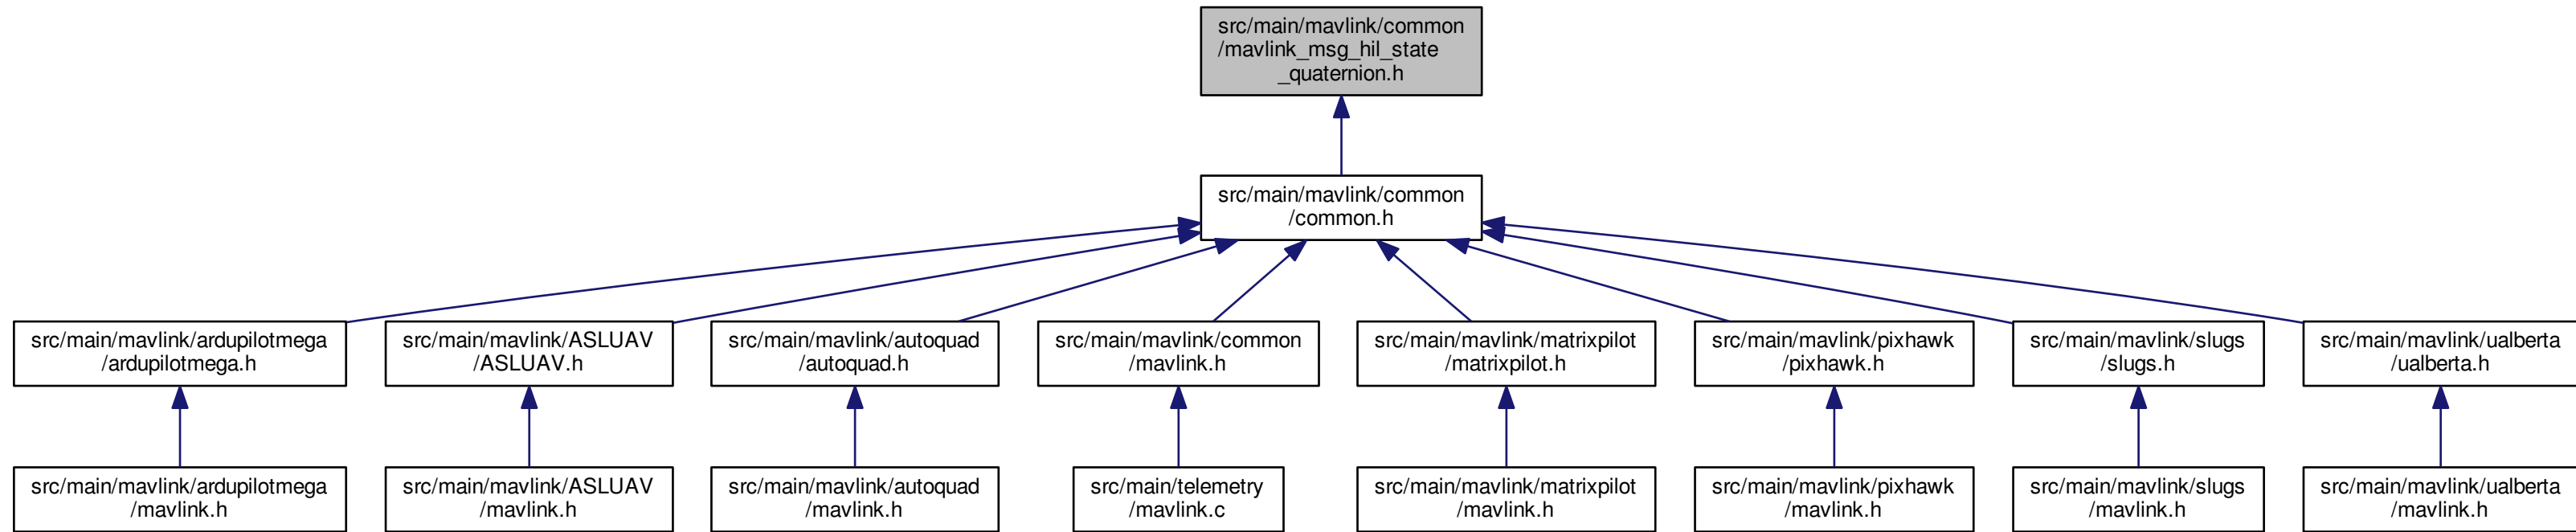 src/main/mavlink/common
/mavlink_msg_hil_state
_quaternion.h
src/main/mavlink/common
/common.h
src/main/mavlink/ardupilotmega
/ardupilotmega.h
src/main/mavlink/ASLUAV
/ASLUAV.h
src/main/mavlink/autoquad
/autoquad.h
src/main/mavlink/common
/mavlink.h
src/main/mavlink/matrixpilot
/matrixpilot.h
src/main/mavlink/pixhawk
/pixhawk.h
src/main/mavlink/slugs
/slugs.h
src/main/mavlink/ualberta
/ualberta.h
src/main/mavlink/ardupilotmega
/mavlink.h
src/main/mavlink/ASLUAV
/mavlink.h
src/main/mavlink/autoquad
/mavlink.h
src/main/telemetry
/mavlink.c
src/main/mavlink/matrixpilot
/mavlink.h
src/main/mavlink/pixhawk
/mavlink.h
src/main/mavlink/slugs
/mavlink.h
src/main/mavlink/ualberta
/mavlink.h